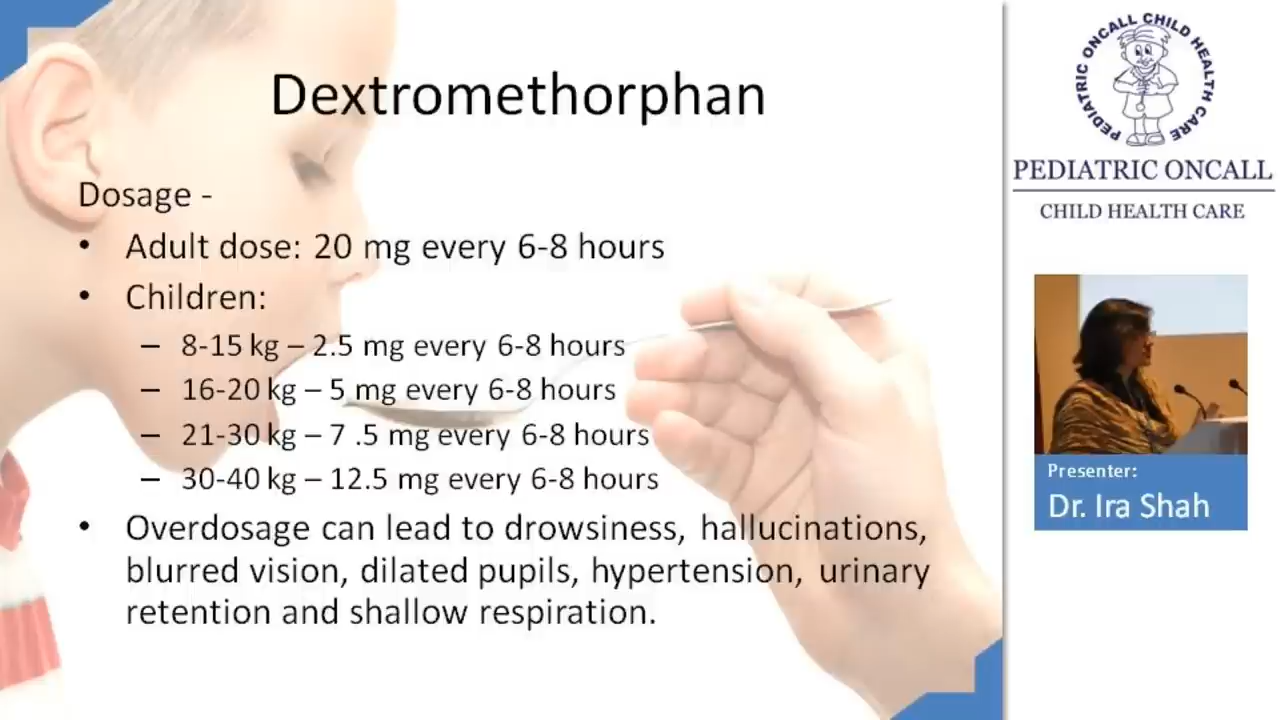 Dextromethorphan
Dosage -
• Adult dose: 20 mg every 6-8 hours
• Children:
– 8-15 kg – 2.5 mg every 6-8 hours
– 16-20 kg – 5 mg every 6-8 hours
– 21-30 kg – 7 .5 mg every 6-8 hours
– 30-40 kg – 12.5 mg every 6-8 hours
• Overdosage can lead to drowsiness, hallucinations,
blurred vision, dilated pupils, hypertension, urinary
retention and shallow respiration.
PEDIATRIC ONCALL CHILD HEALTH CARE
PEDIATRIC ONCALL
CHILD HEALTH CARE
Presenter:
Dr. Ira Shah